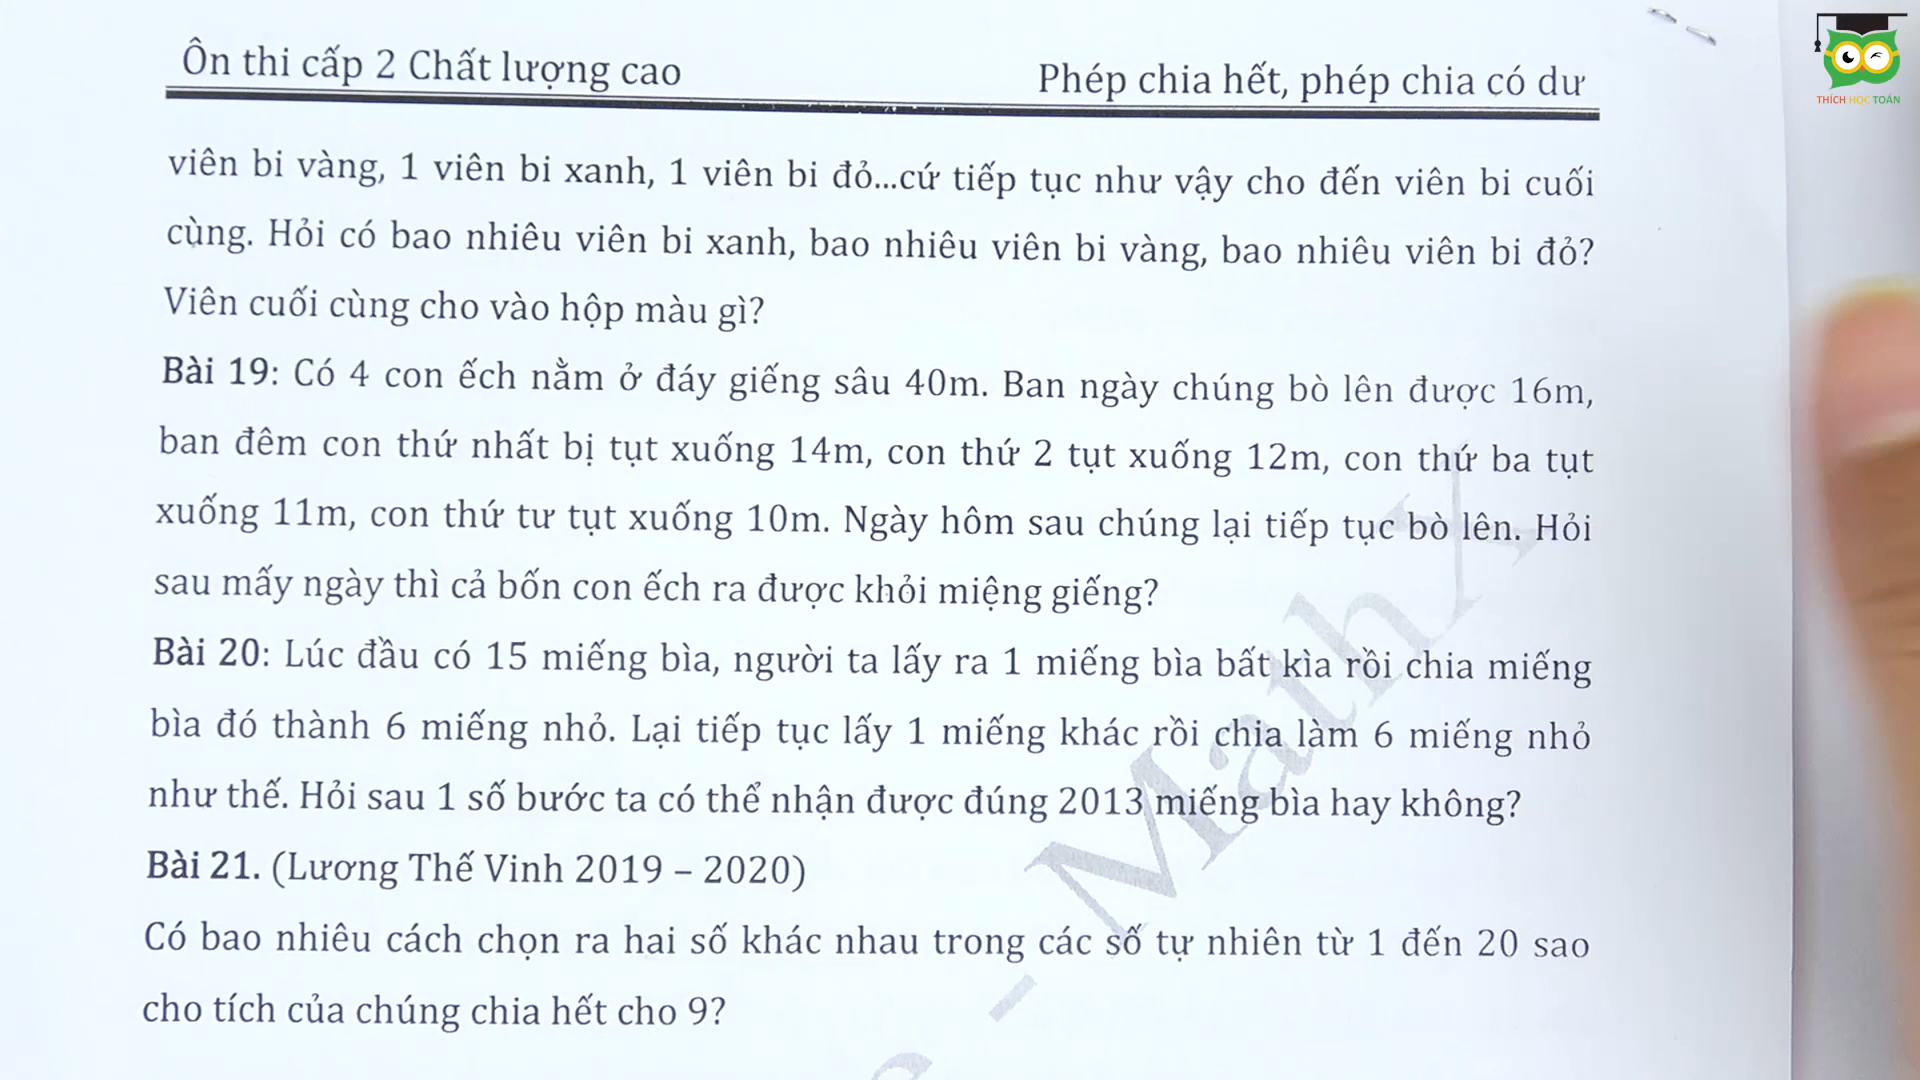 Ôn thi cấp 2 Chất lượng cao
Phép chia hết, phép chia có dư
THÍCH HỌC TOÁN
viên bi vàng, 1 viên bi xanh, 1 viên bi đỏ...cứ tiếp tục như vậy cho đến viên bi cuối
cùng. Hỏi có bao nhiêu viên bi xanh, bao nhiêu viên bi vàng, bao nhiêu viên bi đỏ?
Viên cuối cùng cho vào hộp màu gì?
Bài 19: Có 4 con ếch nằm ở đáy giếng sâu 40m. Ban ngày chúng bò lên được 16m,
ban đêm con thứ nhất bị tụt xuống 14m, con thứ 2 tụt xuống 12m, con thứ ba tụt
xuống 11m, con thứ tư tụt xuống 10m. Ngày hôm sau chúng lại tiếp tục bò lên. Hỏi
sau mấy ngày thì cả bốn con ếch ra được khỏi miệng giếng?
Bài 20: Lúc đầu có 15 miếng bìa, người ta lấy ra 1 miếng bìa bất kìa rồi chia miếng
bìa đó thành 6 miếng nhỏ. Lại tiếp tục lấy 1 miếng khác rồi chia làm 6 miếng nhỏ
như thế. Hỏi sau 1 số bước ta có thể nhận được đúng 2013 miếng bìa hay không?
Bài 21. (Lương Thế Vinh 2019 – 2020)
Có bao nhiêu cách chọn ra hai số khác nhau trong các số tự nhiên từ 1 đến 20 sao
cho tích của chúng chia hết cho 9?
- MathX